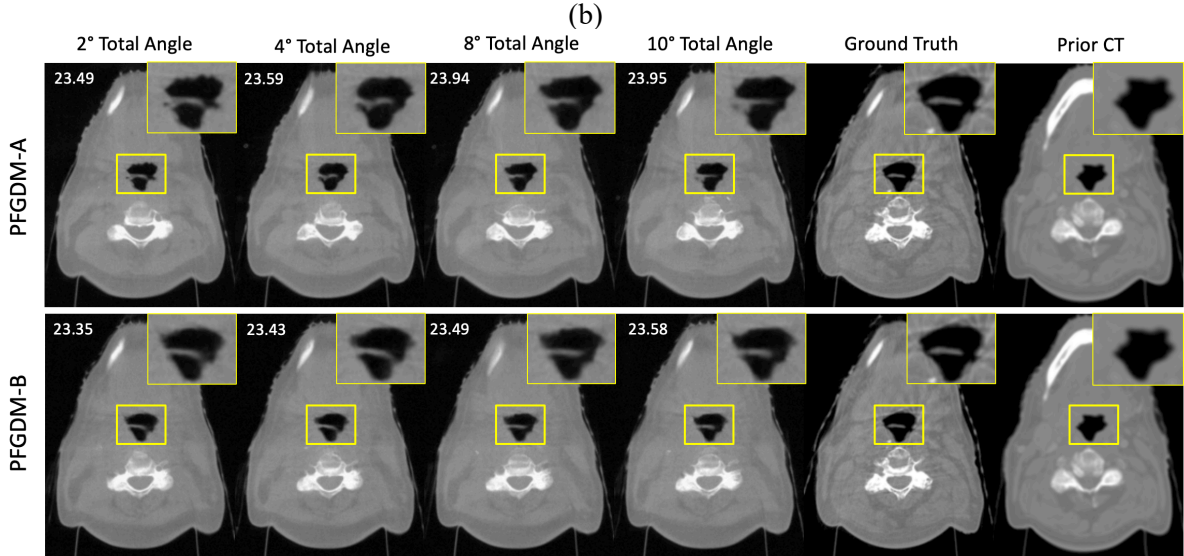 (b)
2° Total Angle 4° Total Angle 8° Total Angle 10° Total Angle Ground Truth Prior CT
PFGDM-A
23.49 23.59 23.94 23.95
PFGDM-B
23.35 23.43 23.49 23.58